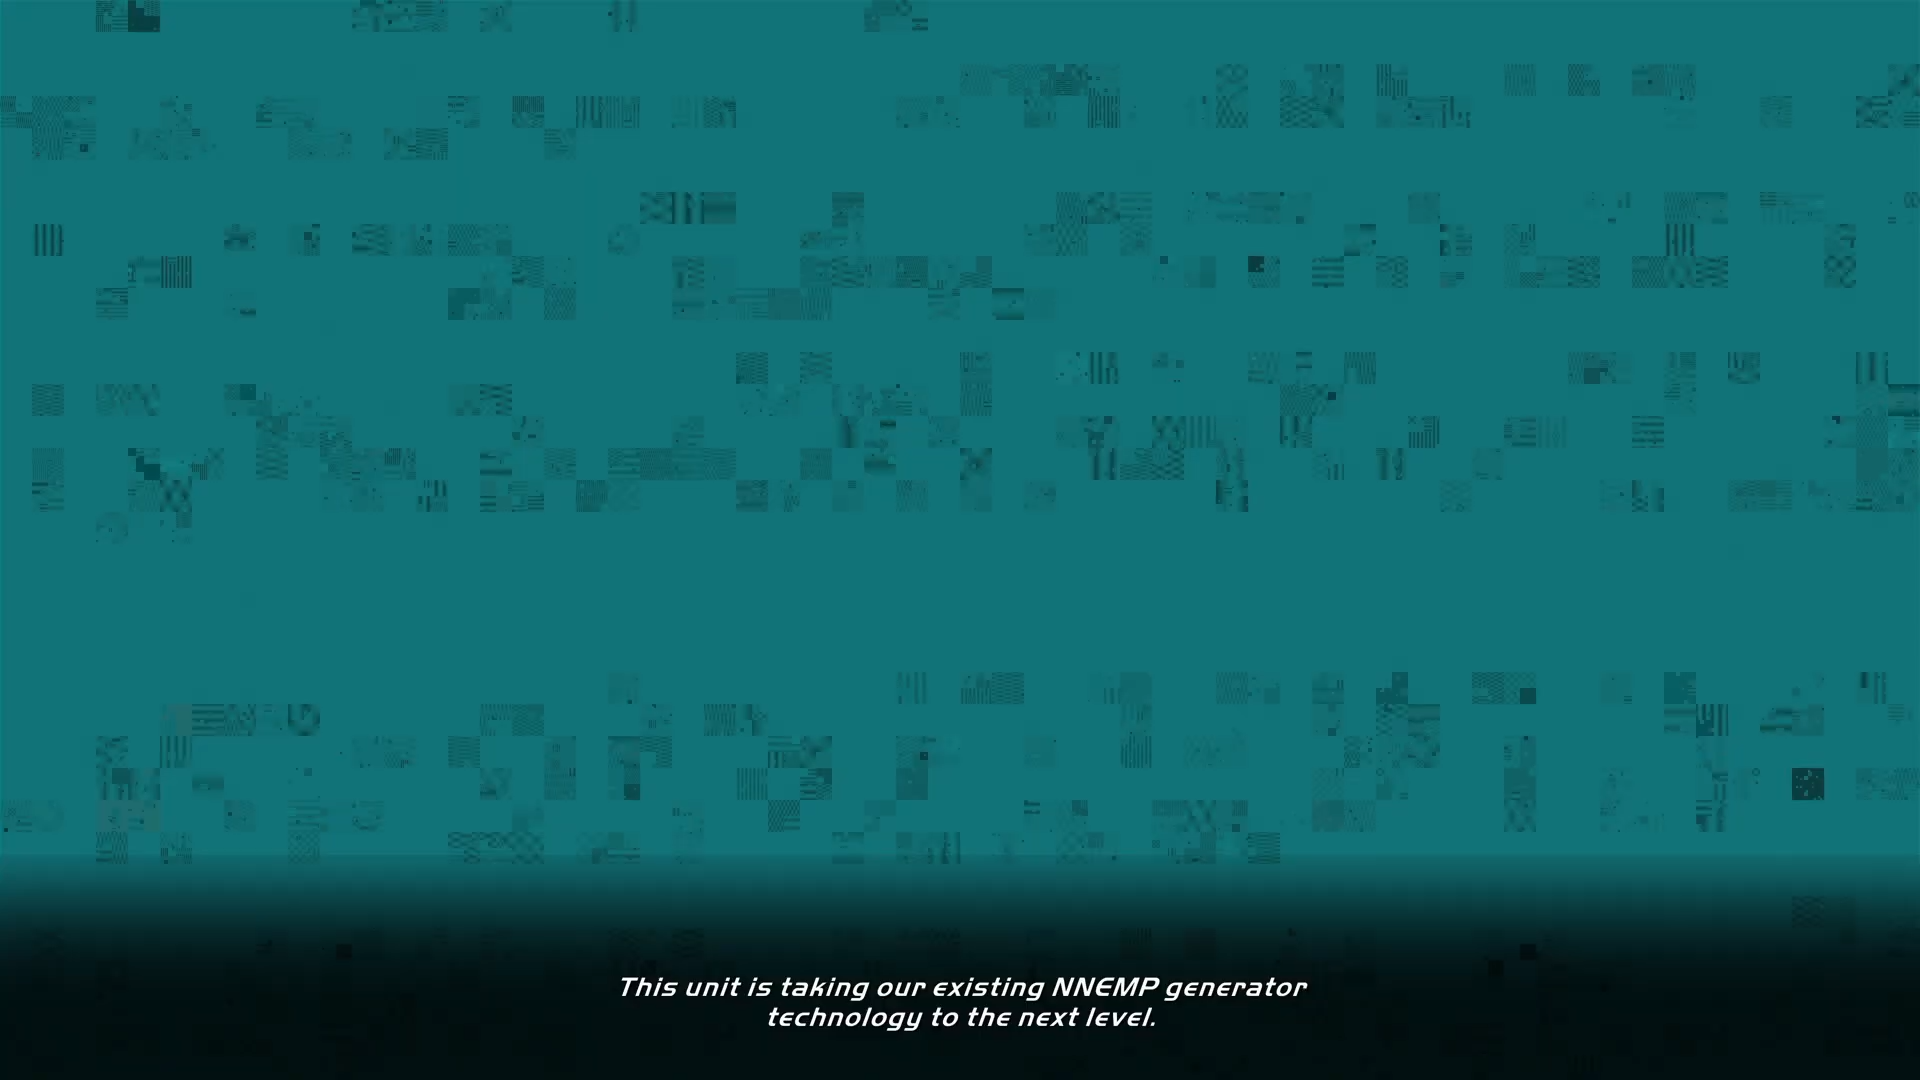 This unit is taking our existing NNEMP generator
technology to the next level.